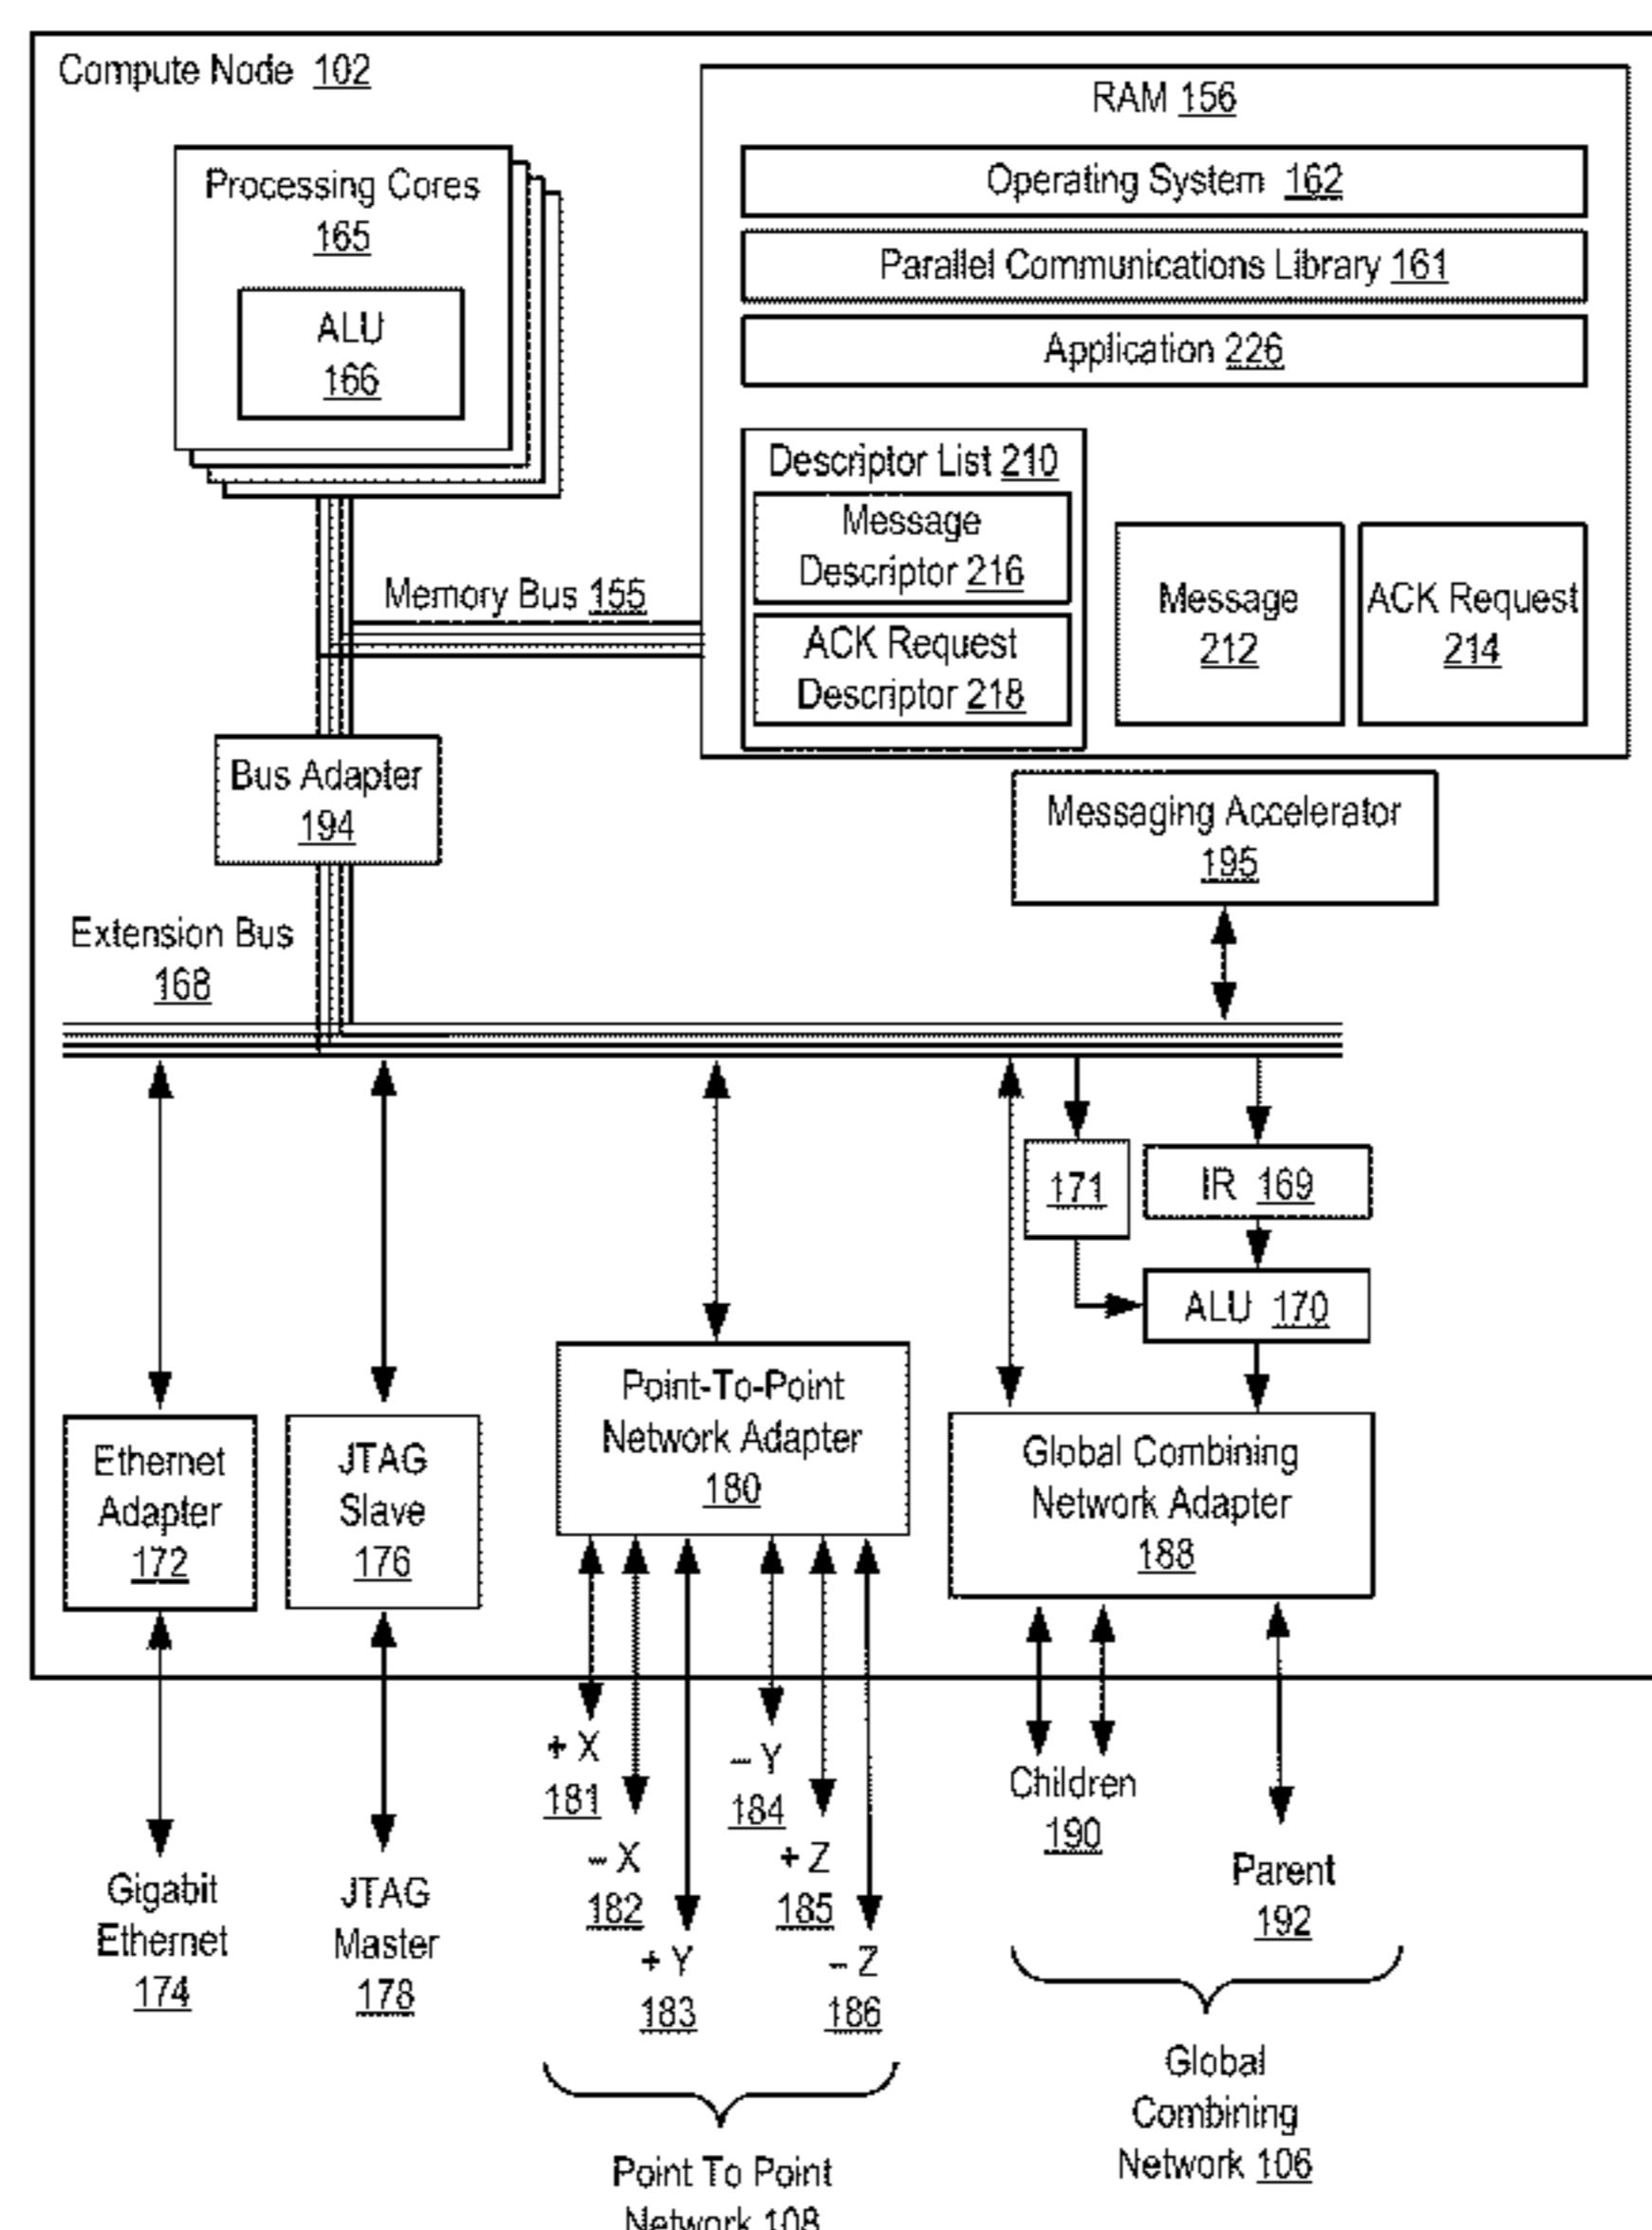 Compute Node 102
RAM 156
Processing Cores
165
ALU
166
Operating System 162
Parallel Communications Library 161
Application 226
Descriptor List 210
Message
Descriptor 216
ACK Request
Descriptor 218
Message
212
ACK Request
214
Memory Bus 155
Bus Adapter
194
Messaging Accelerator
195
Extension Bus
168
171
IR 169
ALU 170
Ethernet
Adapter
172
JTAG
Slave
176
Point-To-Point
Network Adapter
180
Global Combining
Network Adapter
188
Gigabit
Ethernet
174
JTAG
Master
178
+ X
181
– X
182
+ Y
183
– Y
184
+ Z
185
– Z
186
Children
190
Parent
192
Point To Point
Network 108
Global
Combining
Network 106